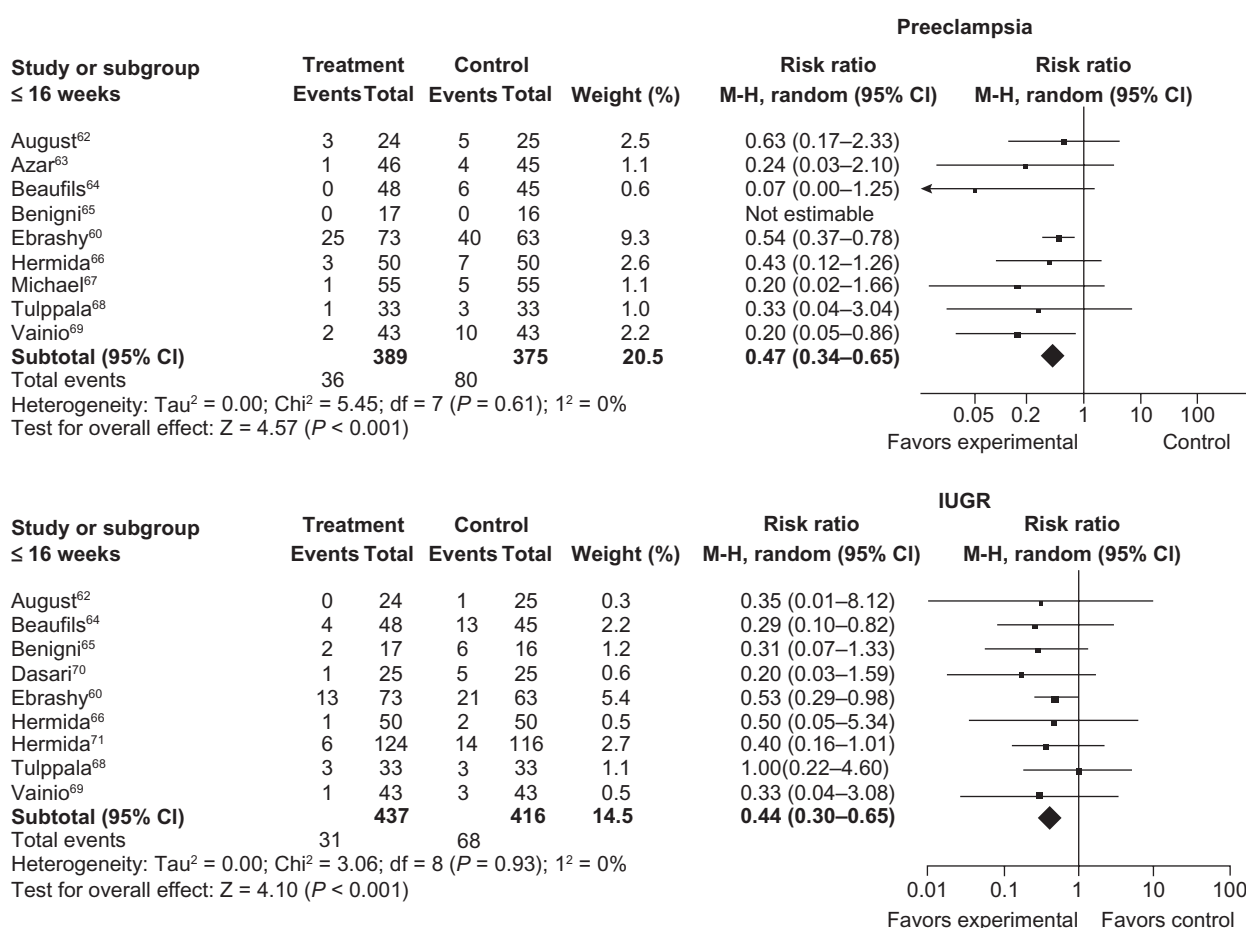 Preeclampsia
Study or subgroup Treatment Control Risk ratio Risk ratio
≤ 16 weeks Events Total Events Total Weight (%) M-H, random (95% CI) M-H, random (95% CI)
August⁶² 3 24 5 25 2.5 0.63 (0.17–2.33)
Azar⁶³ 1 46 4 45 1.1 0.24 (0.03–2.10)
Beaufils⁶⁴ 0 48 6 45 0.6 0.07 (0.00–1.25)
Benigni⁶⁵ 0 17 0 16 Not estimable
Ebrashy⁶⁰ 25 73 40 63 9.3 0.54 (0.37–0.78)
Hermida⁶⁶ 3 50 7 50 2.6 0.43 (0.12–1.26)
Michael⁶⁷ 1 55 5 55 1.1 0.20 (0.02–1.66)
Tulppala⁶⁸ 1 33 3 33 1.0 0.33 (0.04–3.04)
Vainio⁶⁹ 2 43 10 43 2.2 0.20 (0.05–0.86)
Subtotal (95% CI) 389 375 20.5 0.47 (0.34–0.65)
Total events 36 80
Heterogeneity: Tau² = 0.00; Chi² = 5.45; df = 7 (P = 0.61); 1² = 0%
Test for overall effect: Z = 4.57 (P < 0.001)
0.05 0.2 1 10 100
Favors experimental Control
IUGR
Study or subgroup Treatment Control Risk ratio Risk ratio
≤ 16 weeks Events Total Events Total Weight (%) M-H, random (95% CI) M-H, random (95% CI)
August⁶² 0 24 1 25 0.3 0.35 (0.01–8.12)
Beaufils⁶⁴ 4 48 13 45 2.2 0.29 (0.10–0.82)
Benigni⁶⁵ 2 17 6 16 1.2 0.31 (0.07–1.33)
Dasari⁷⁰ 1 25 5 25 0.6 0.20 (0.03–1.59)
Ebrashy⁶⁰ 13 73 21 63 5.4 0.53 (0.29–0.98)
Hermida⁶⁶ 1 50 2 50 0.5 0.50 (0.05–5.34)
Hermida⁷¹ 6 124 14 116 2.7 0.40 (0.16–1.01)
Tulppala⁶⁸ 3 33 3 33 1.1 1.00(0.22–4.60)
Vainio⁶⁹ 1 43 3 43 0.5 0.33 (0.04–3.08)
Subtotal (95% CI) 437 416 14.5 0.44 (0.30–0.65)
Total events 31 68
Heterogeneity: Tau² = 0.00; Chi² = 3.06; df = 8 (P = 0.93); 1² = 0%
Test for overall effect: Z = 4.10 (P < 0.001)
0.01 0.1 1 10 100
Favors experimental Favors control